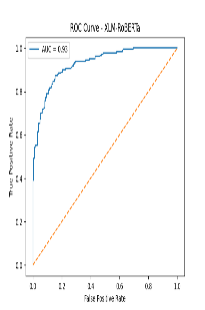 ROC Curve - XLM-RoBERTa
AUC = 0.93
True Positive Rate
1.0
0.8
0.6
0.4
0.2
0.0
0.0 0.2 0.4 0.6 0.8 1.0
False Positive Rate